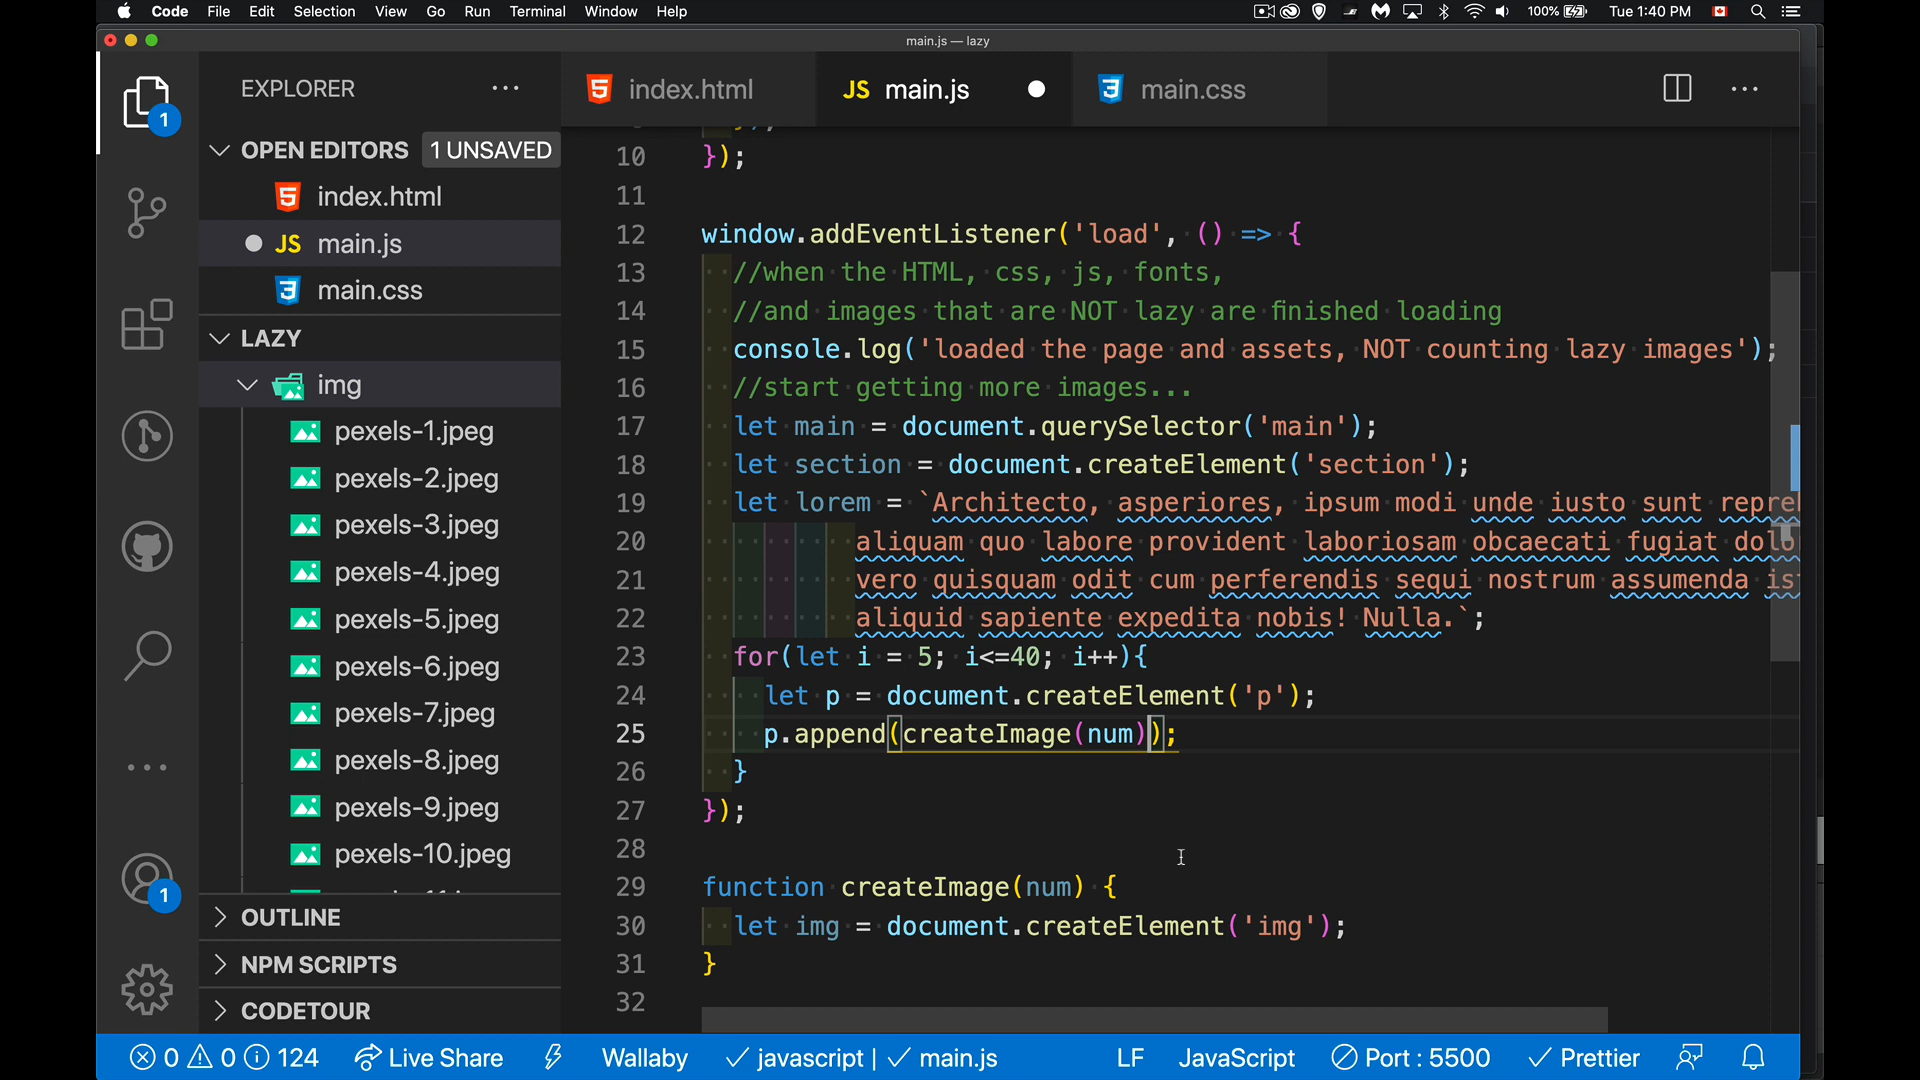 Code File Edit Selection View Go Run Terminal Window Help 100% Tue 1:40 PM
main.js — lazy
EXPLORER
index.html
JS main.js
main.css
OPEN EDITORS 1 UNSAVED
index.html
JS main.js
main.css
LAZY
img
pexels-1.jpeg
pexels-2.jpeg
pexels-3.jpeg
pexels-4.jpeg
pexels-5.jpeg
pexels-6.jpeg
pexels-7.jpeg
pexels-8.jpeg
pexels-9.jpeg
pexels-10.jpeg
OUTLINE
NPM SCRIPTS
CODETOUR
1
1
10 });
11
12 window.addEventListener('load', () => {
13 //when the HTML, css, js, fonts,
14 //and images that are NOT lazy are finished loading
15 console.log('loaded the page and assets, NOT counting lazy images');
16 //start getting more images...
17 let main = document.querySelector('main');
18 let section = document.createElement('section');
19 let lorem = `Architecto, asperiores, ipsum modi unde iusto sunt repre
20 aliquam quo labore provident laboriosam obcaecati fugiat dolo
21 vero quisquam odit cum perferendis sequi nostrum assumenda ist
22 aliquid sapiente expedita nobis! Nulla.`;
23 for(let i = 5; i<=40; i++){
24 let p = document.createElement('p');
25 p.append(createImage(num));
26 }
27 });
28
29 function createImage(num) {
30 let img = document.createElement('img');
31 }
32
0 0 124 Live Share Wallaby javascript | main.js LF JavaScript Port : 5500 Prettier